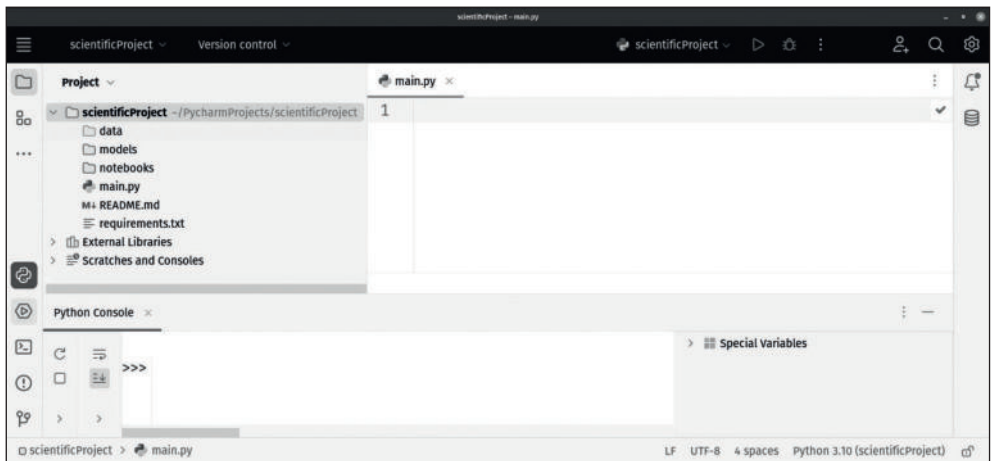 scientificProject – main.py
scientificProject Version control scientificProject
Project
main.py
scientificProject ~/PycharmProjects/scientificProject
data
models
notebooks
main.py
M↓ README.md
requirements.txt
External Libraries
Scratches and Consoles
1
Python Console
>>>
Special Variables
scientificProject > main.py LF UTF-8 4 spaces Python 3.10 (scientificProject)